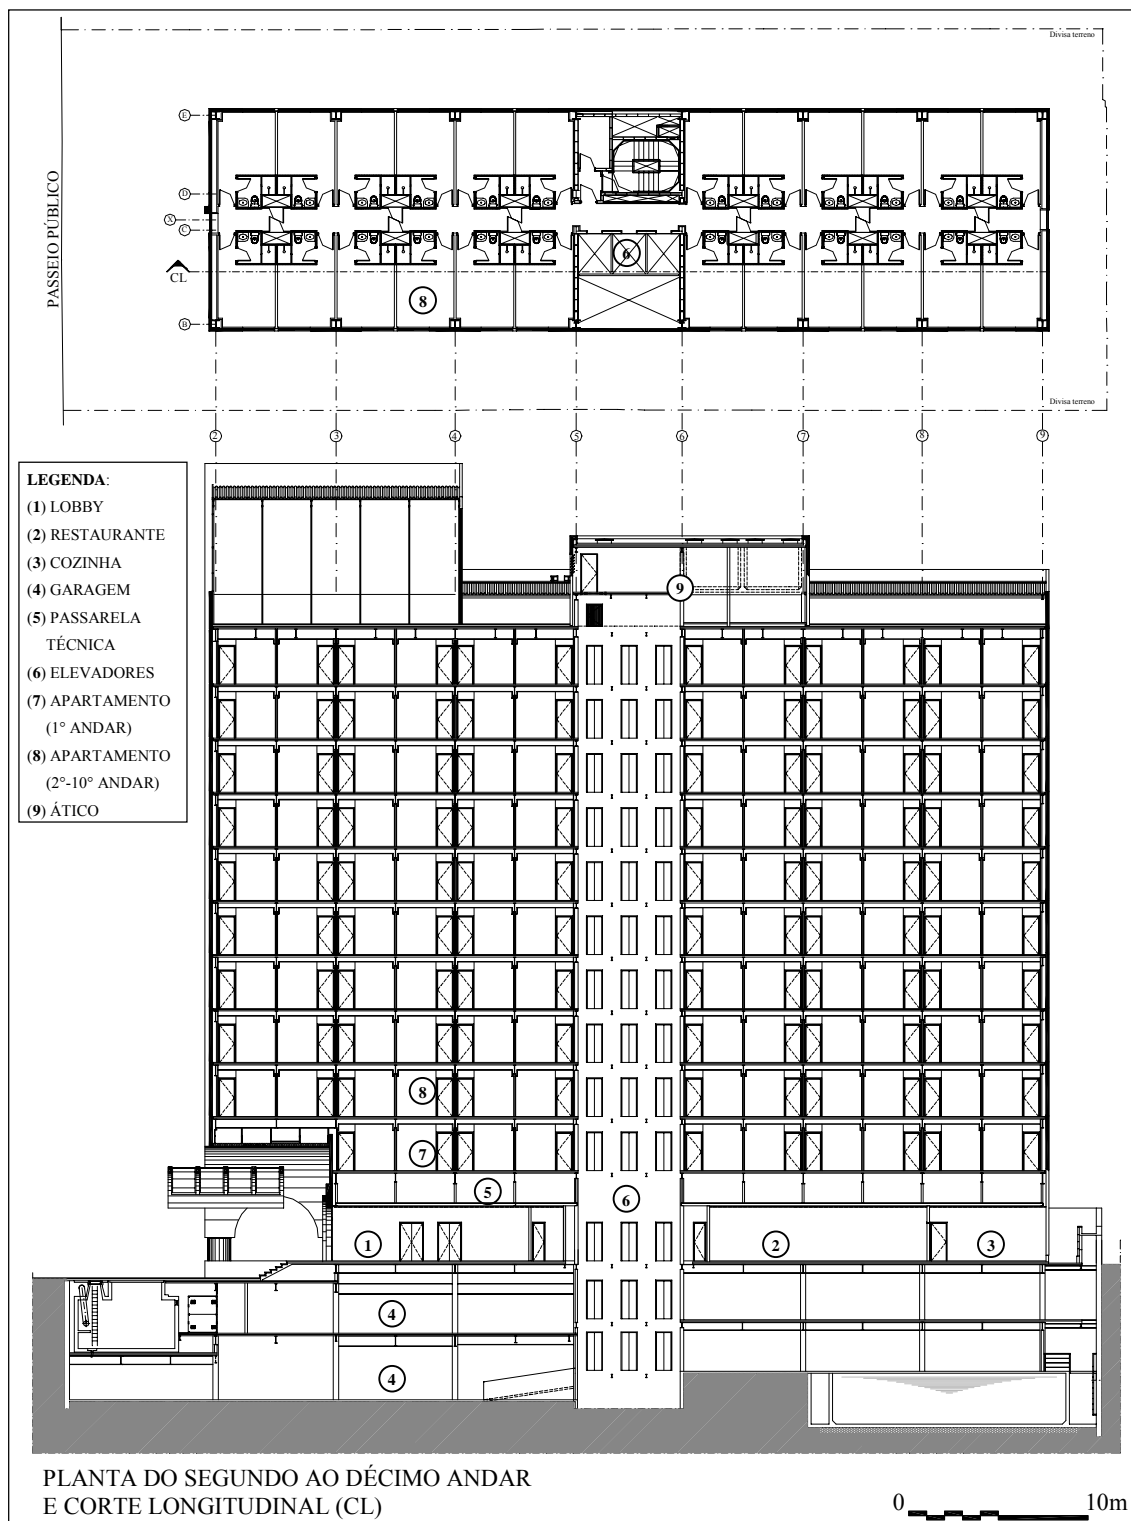 Divisa terreno
E
D
X
C
B
PASSEIO PÚBLICO
CL
6
8
Divisa terreno
2 3 4 5 6 7 8 9
LEGENDA:
(1) LOBBY
(2) RESTAURANTE
(3) COZINHA
(4) GARAGEM
(5) PASSARELA
TÉCNICA
(6) ELEVADORES
(7) APARTAMENTO
(1° ANDAR)
(8) APARTAMENTO
(2°-10° ANDAR)
(9) ÁTICO
9
8
7
5
6
1
2
3
4
4
PLANTA DO SEGUNDO AO DÉCIMO ANDAR
E CORTE LONGITUDINAL (CL)
0 10m